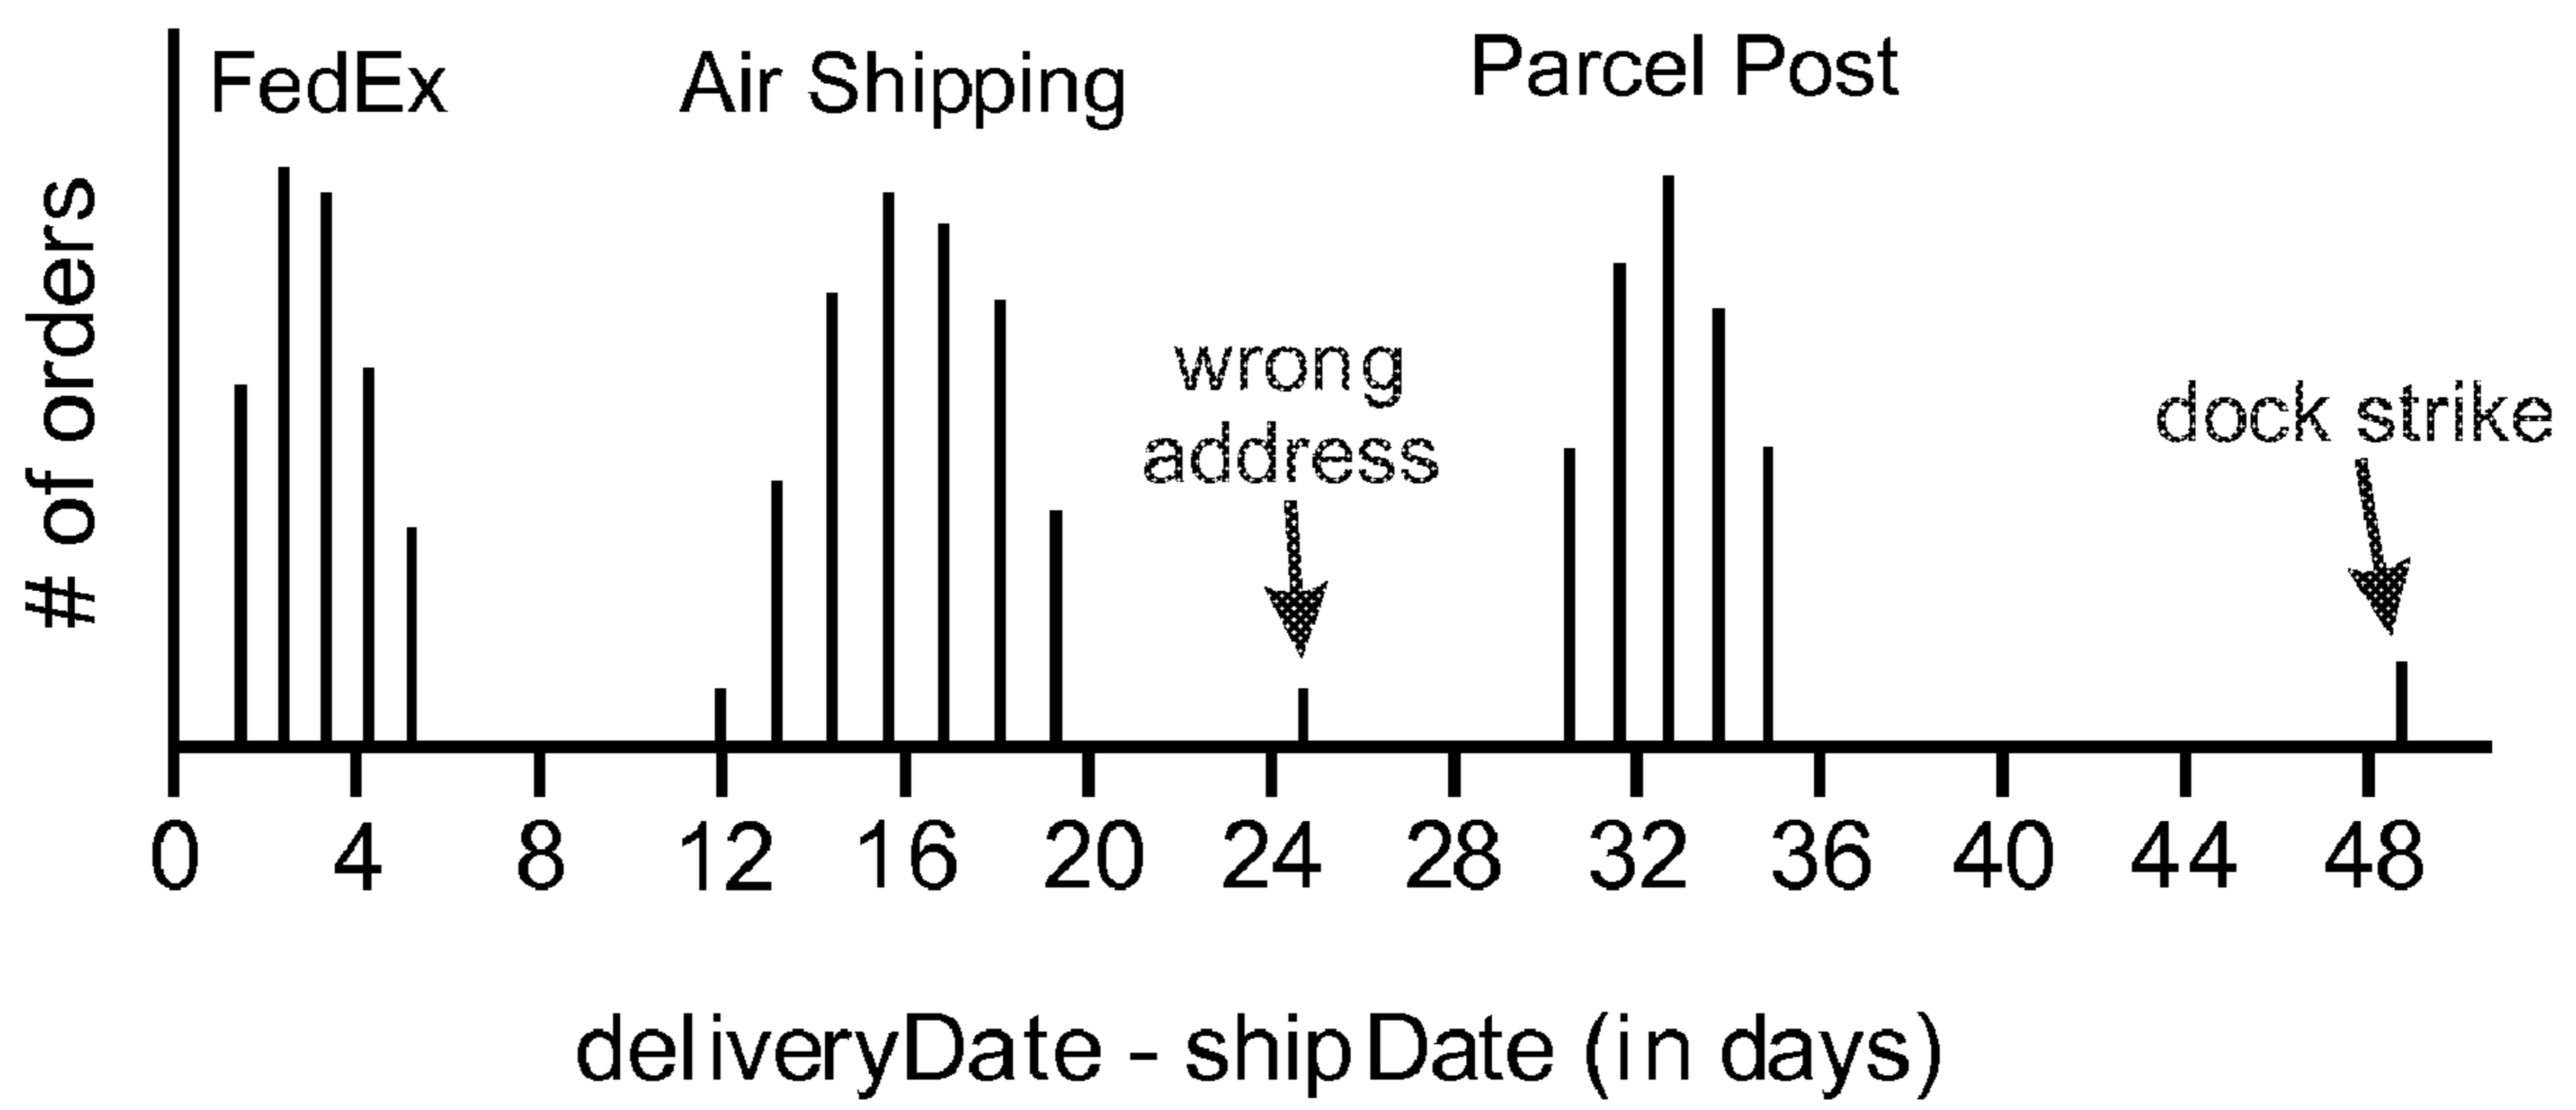 FedEx
Air Shipping
Parcel Post
# of orders
wrong
address
dock strike
0 4 8 12 16 20 24 28 32 36 40 44 48
deliveryDate - shipDate (in days)